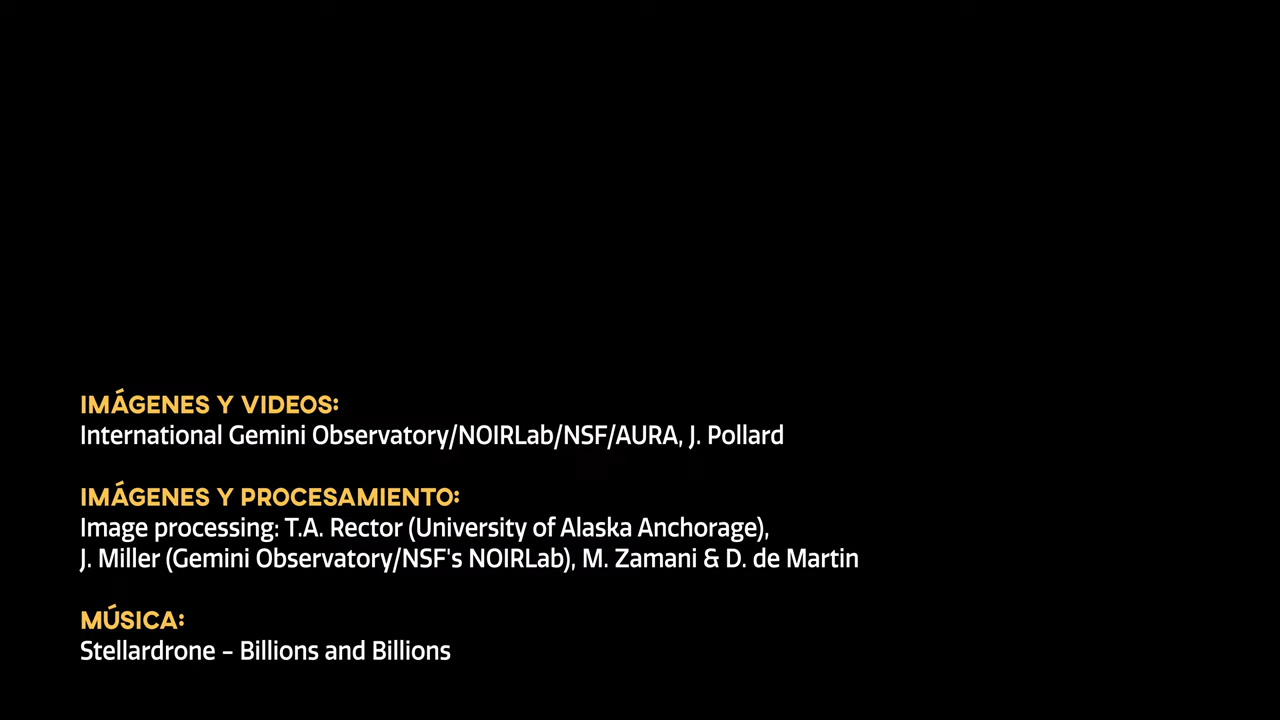 IMÁGENES Y VIDEOS:
International Gemini Observatory/NOIRLab/NSF/AURA, J. Pollard
IMÁGENES Y PROCESAMIENTO:
Image processing: T.A. Rector (University of Alaska Anchorage),
J. Miller (Gemini Observatory/NSF's NOIRLab), M. Zamani & D. de Martin
MÚSICA:
Stellardrone – Billions and Billions